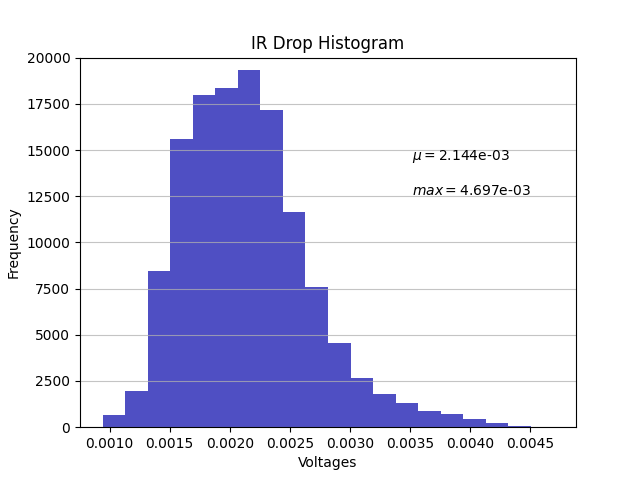 IR Drop Histogram
20000
17500
15000
12500
10000
7500
5000
2500
0
Frequency
μ = 2.144e-03
max = 4.697e-03
0.0010 0.0015 0.0020 0.0025 0.0030 0.0035 0.0040 0.0045
Voltages